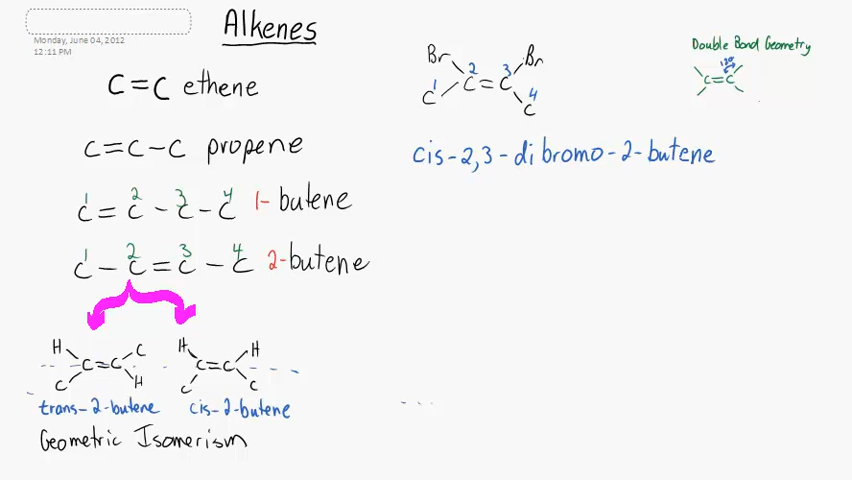 Alkenes
Monday, June 04, 2012
12:11 PM
C=C ethene
C=C-C propene
1 2 3 4
C=C-C-C 1-butene
1 2 3 4
C-C=C-C 2-butene
H C
C=C
C H
trans-2-butene
H H
C=C
C C
cis-2-butene
Geometric Isomerism
Br Br
2 3
1 C=C 4
C C
cis-2,3-dibromo-2-butene
Double Bond Geometry
120°
C=C